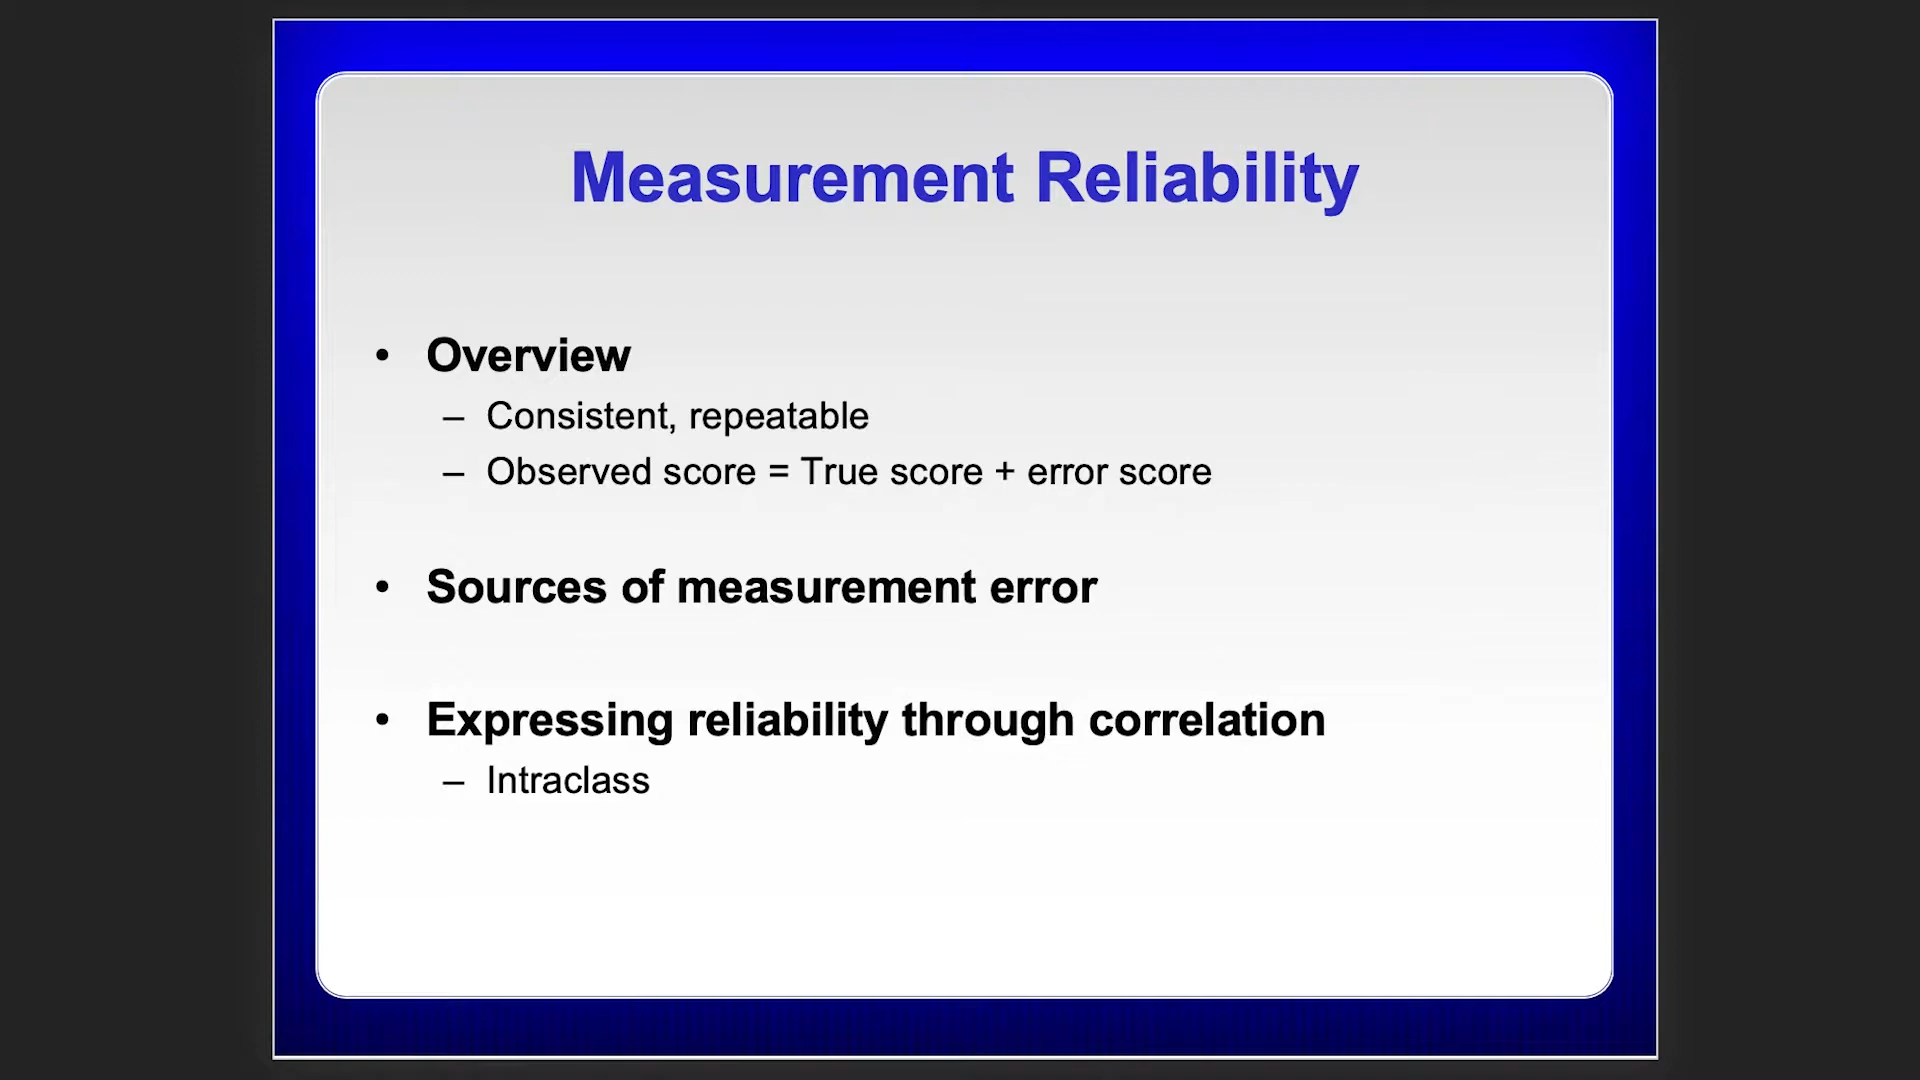 Measurement Reliability
• Overview
– Consistent, repeatable
– Observed score = True score + error score
• Sources of measurement error
• Expressing reliability through correlation
– Intraclass